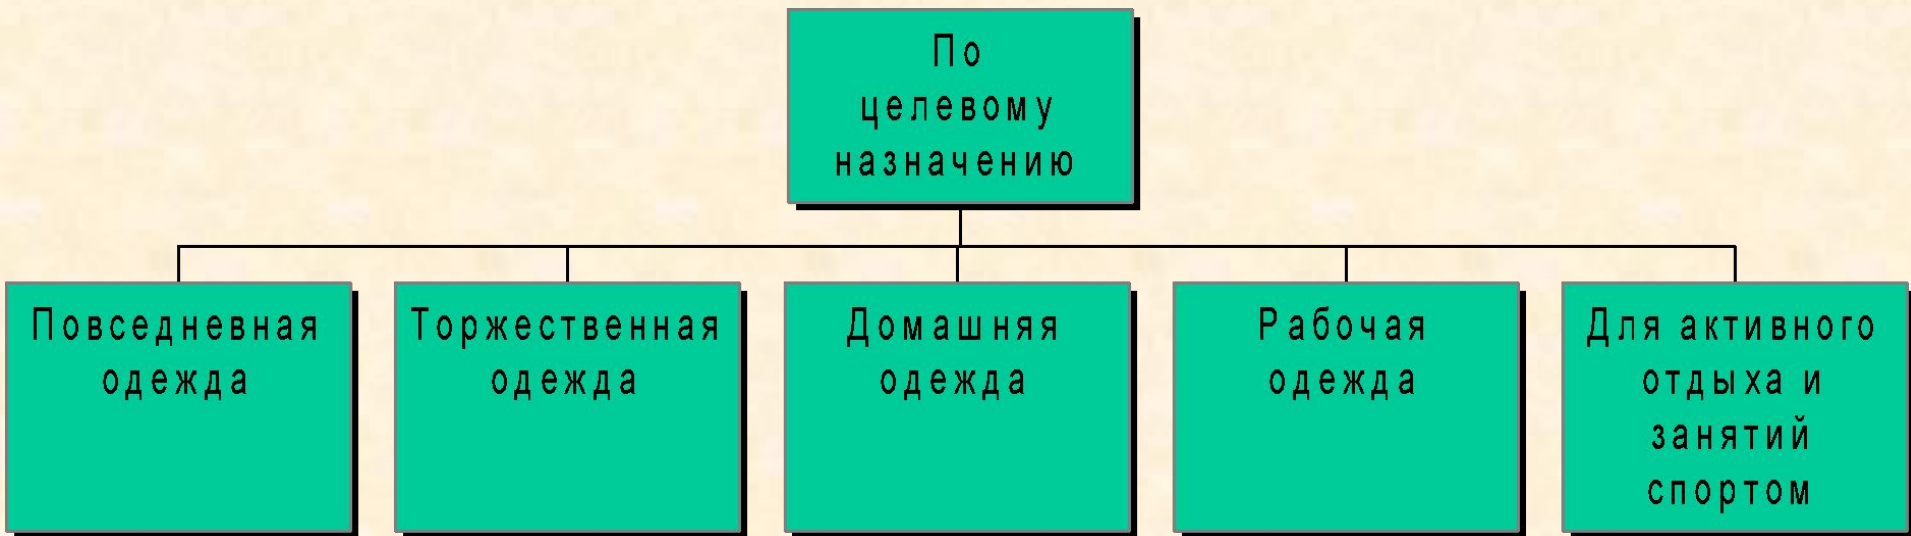 По
целевому
назначению
Повседневная
одежда
Торжественная
одежда
Домашняя
одежда
Рабочая
одежда
Для активного
отдыха и
занятий
спортом